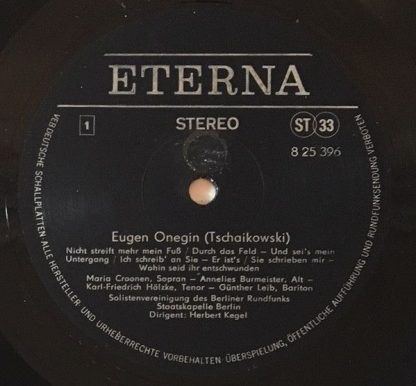 ETERNA
1
STEREO
ST 33
8 25 396
Eugen Onegin (Tschaikowski)
Nicht streift mehr mein Fuß / Durch das Feld – Und sei's mein
Untergang / Ich schreib' an Sie – Er ist's / Sie schrieben mir –
Wohin seid ihr entschwunden
Maria Croonen, Sopran – Annelies Burmeister, Alt –
Karl-Friedrich Hölzke, Tenor – Günther Leib, Bariton
Solistenvereinigung des Berliner Rundfunks
Staatskapelle Berlin
Dirigent: Herbert Kegel
VEB DEUTSCHE SCHALLPLATTEN ALLE HERSTELLER- UND URHEBERRECHTE VORBEHALTEN · ÜBERSPIELUNG, ÖFFENTLICHE AUFFÜHRUNG UND RUNDFUNKSENDUNG VERBOTEN